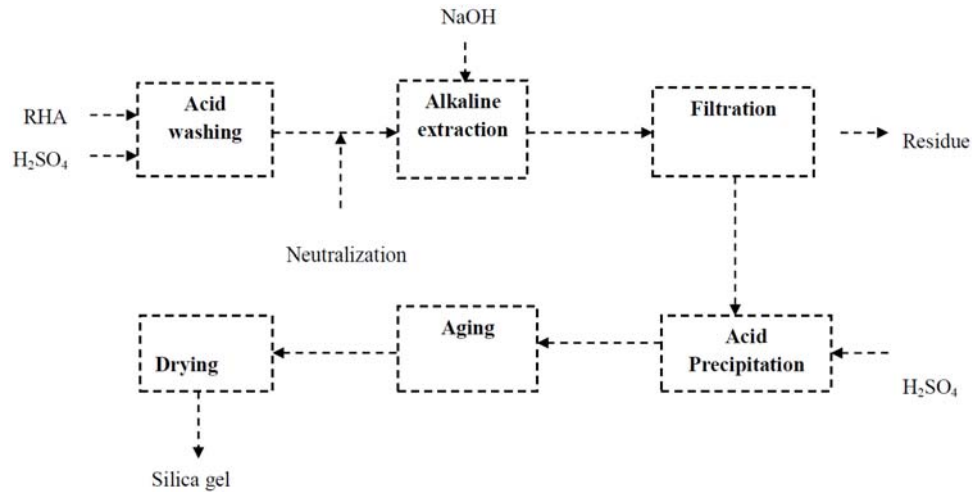 NaOH
RHA
H₂SO₄
Acid
washing
Alkaline
extraction
Filtration
Residue
Neutralization
Drying
Aging
Acid
Precipitation
H₂SO₄
Silica gel